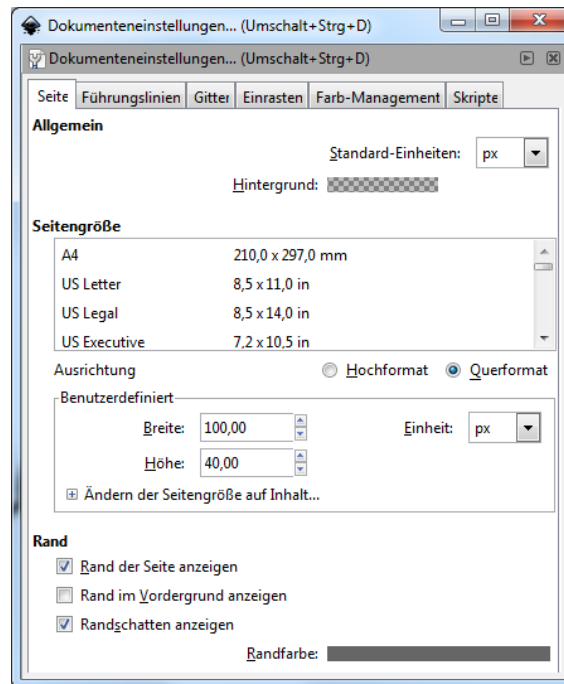 Dokumenteneinstellungen... (Umschalt+Strg+D)
Dokumenteneinstellungen... (Umschalt+Strg+D)
Seite Führungslinien Gitter Einrasten Farb-Management Skripte
Allgemein
Standard-Einheiten: px
Hintergrund:
Seitengröße
A4 210,0 x 297,0 mm
US Letter 8,5 x 11,0 in
US Legal 8,5 x 14,0 in
US Executive 7,2 x 10,5 in
Ausrichtung Hochformat Querformat
Benutzerdefiniert
Breite: 100,00 Einheit: px
Höhe: 40,00
Ändern der Seitengröße auf Inhalt...
Rand
Rand der Seite anzeigen
Rand im Vordergrund anzeigen
Randschatten anzeigen
Randfarbe: